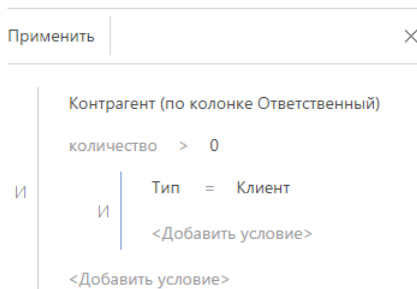 Применить
Контрагент (по колонке Ответственный)
количество > 0
И
Тип = Клиент
И
<Добавить условие>
<Добавить условие>